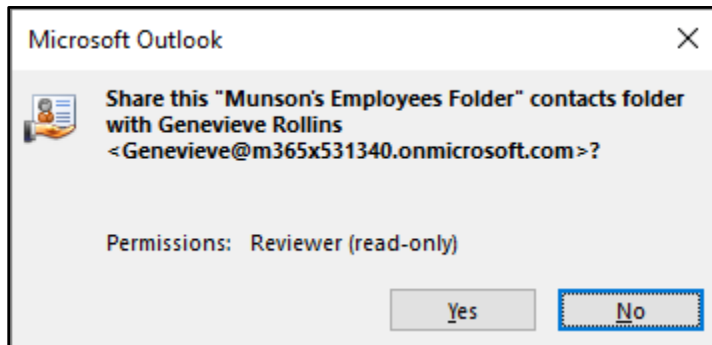 Microsoft Outlook
Share this "Munson's Employees Folder" contacts folder
with Genevieve Rollins
<Genevieve@m365x531340.onmicrosoft.com>?
Permissions: Reviewer (read-only)
Yes No